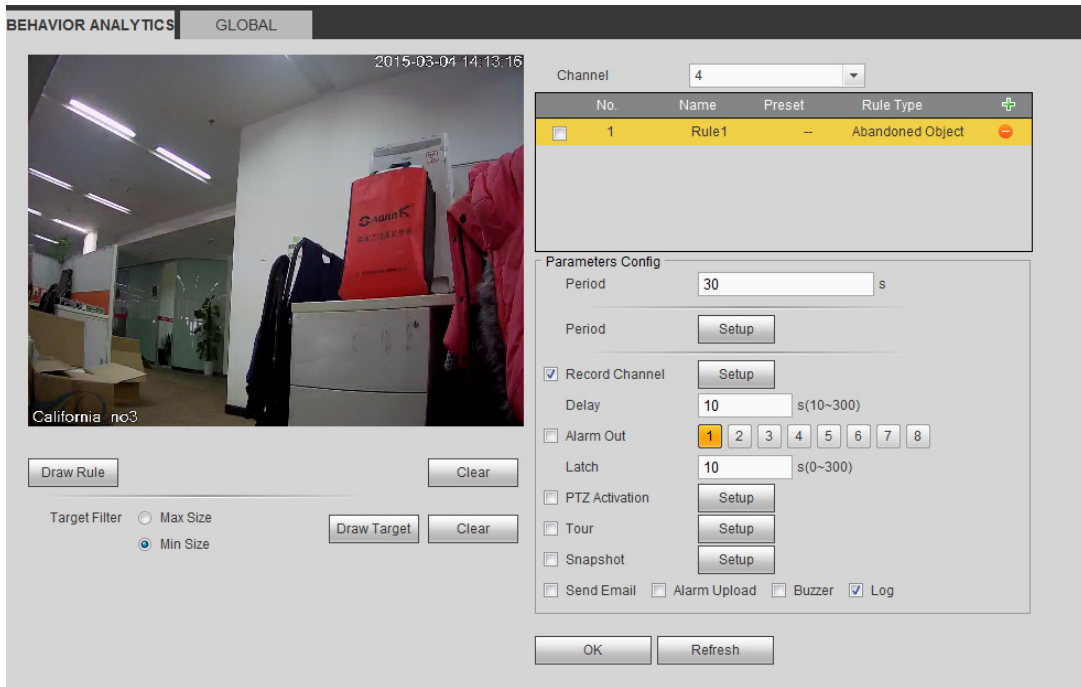 BEHAVIOR ANALYTICS GLOBAL
2015-03-04 14:13:16
SAWINK
California no3
Draw Rule Clear
Target Filter Max Size
Min Size
Draw Target Clear
Channel 4
No. Name Preset Rule Type
1 Rule1 -- Abandoned Object
Parameters Config
Period 30 s
Period Setup
Record Channel Setup
Delay 10 s(10~300)
Alarm Out 1 2 3 4 5 6 7 8
Latch 10 s(0~300)
PTZ Activation Setup
Tour Setup
Snapshot Setup
Send Email Alarm Upload Buzzer Log
OK Refresh